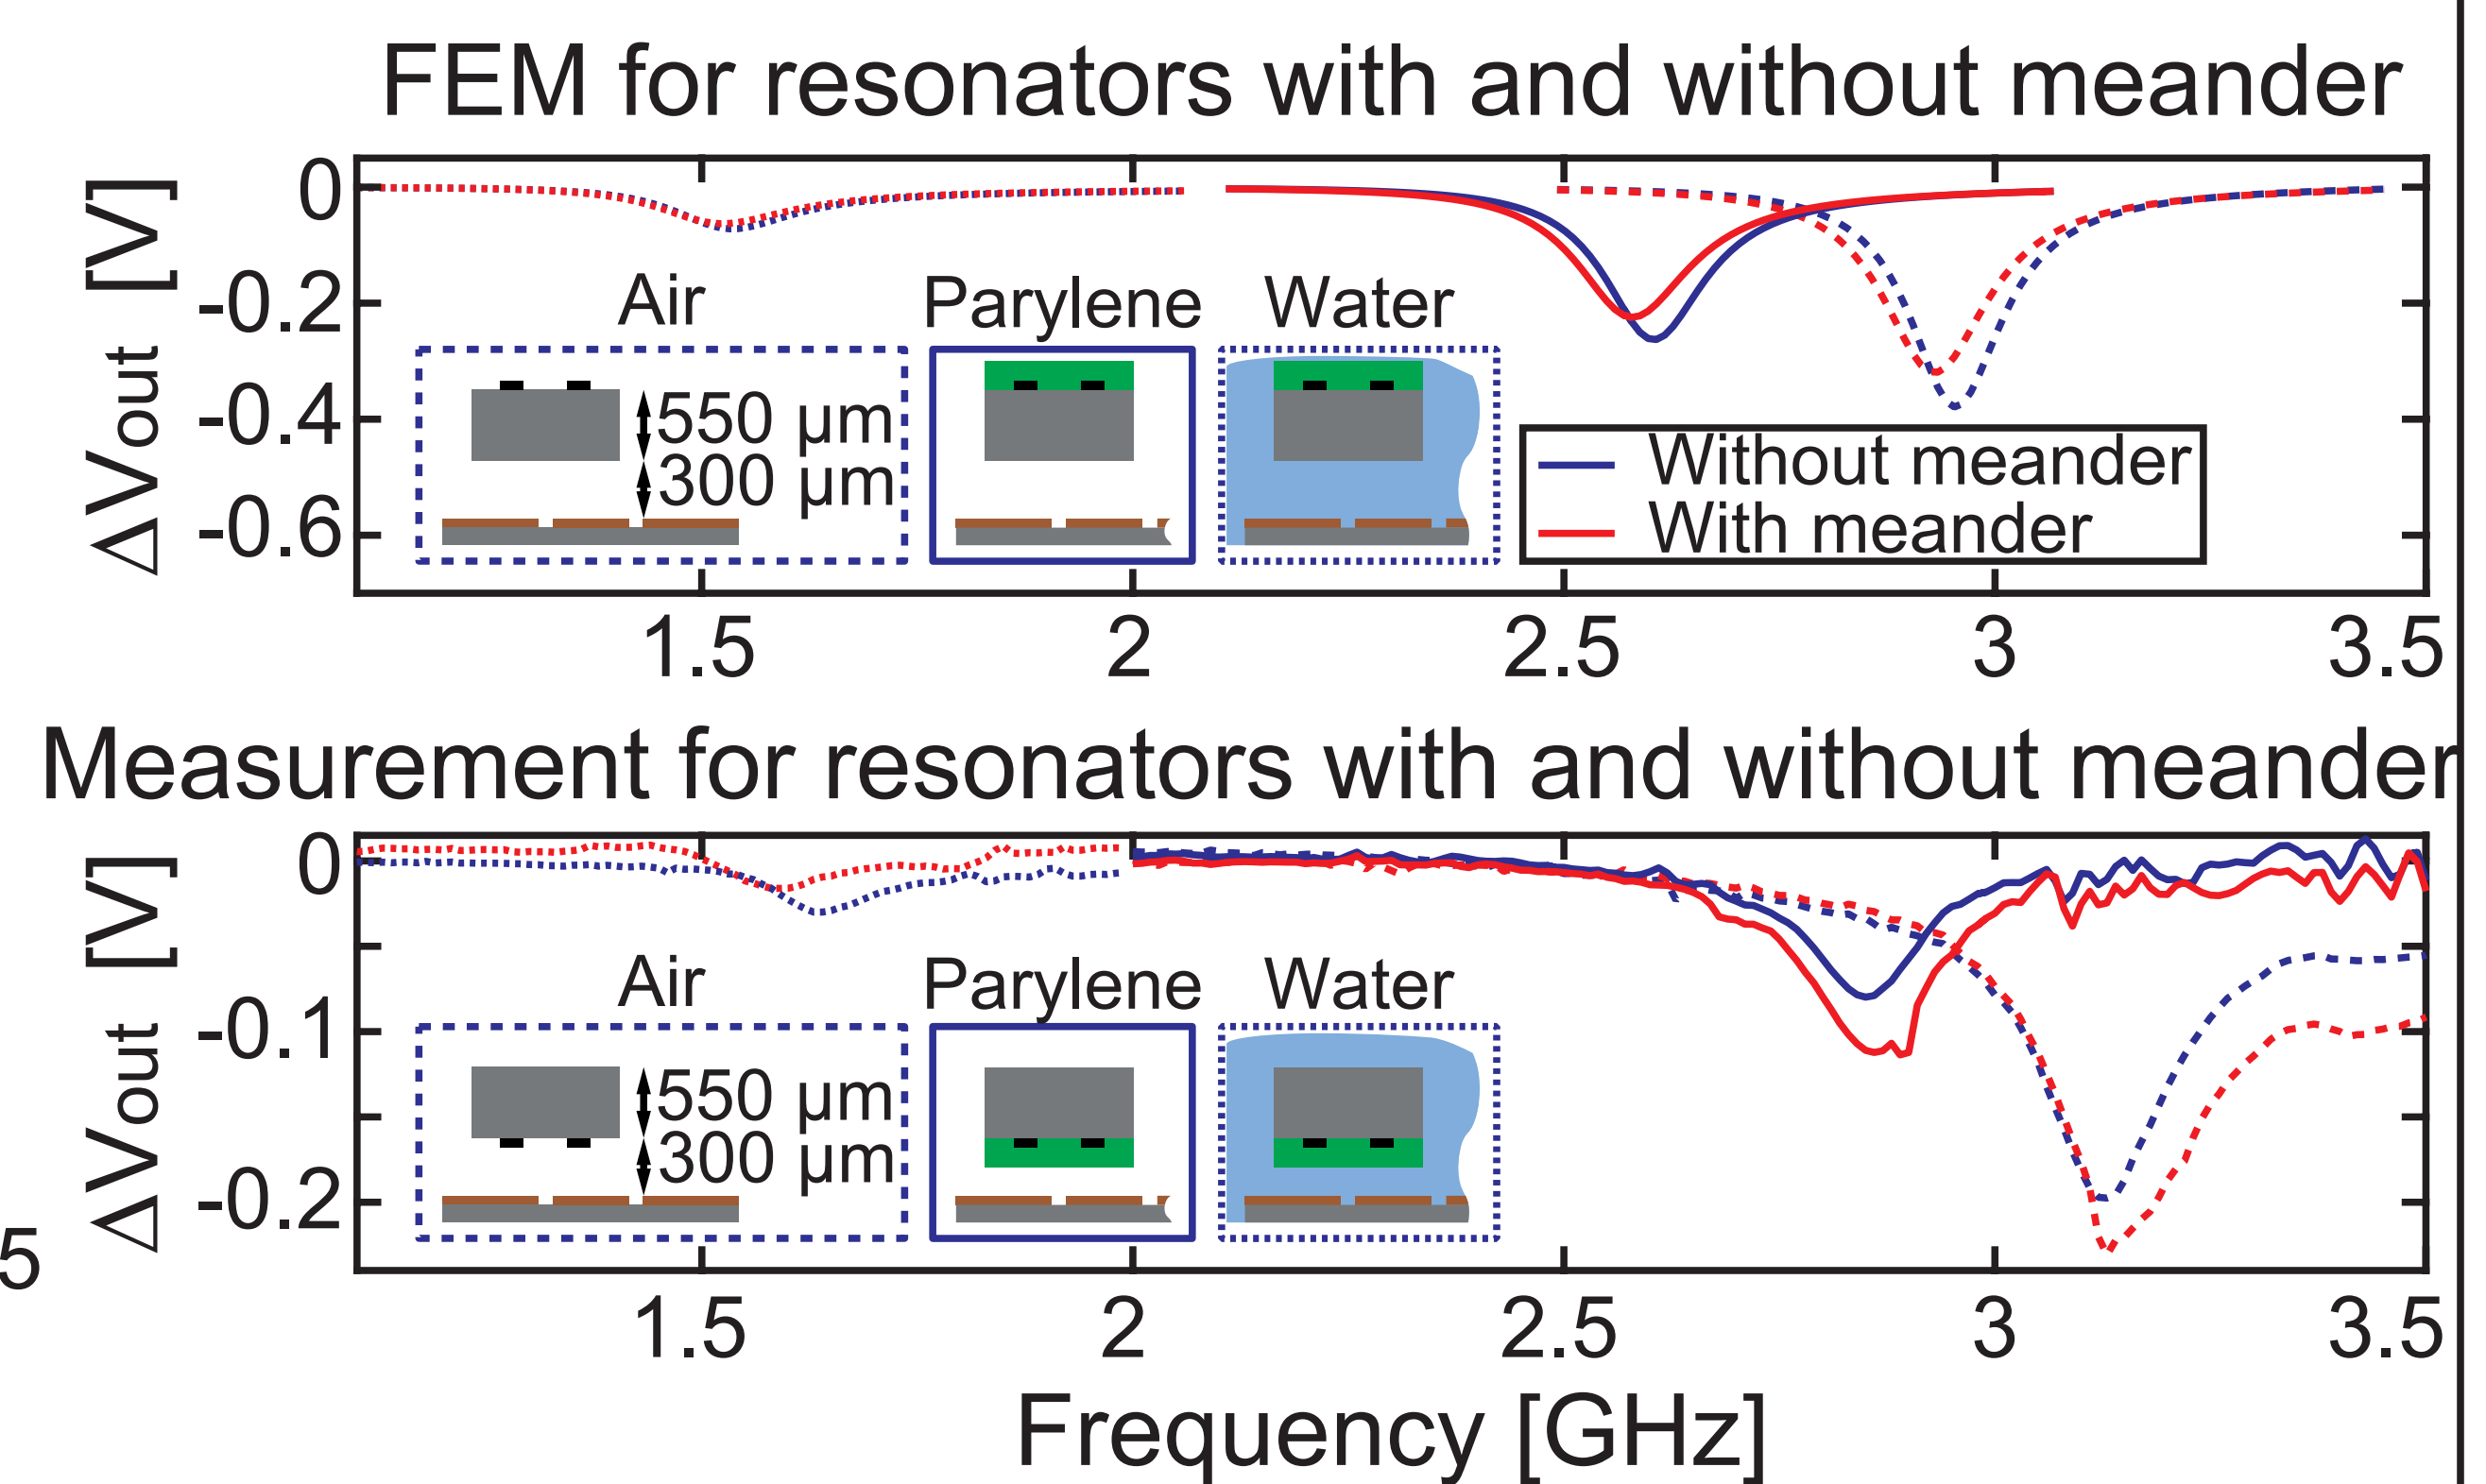 FEM for resonators with and without meander
ΔVout [V]
0
-0.2
-0.4
-0.6
Air
Parylene
Water
550 µm
300 µm
Without meander
With meander
1.5
2
2.5
3
3.5
Measurement for resonators with and without meander
ΔVout [V]
0
-0.1
-0.2
Air
Parylene
Water
550 µm
300 µm
5
1.5
2
2.5
3
3.5
Frequency [GHz]